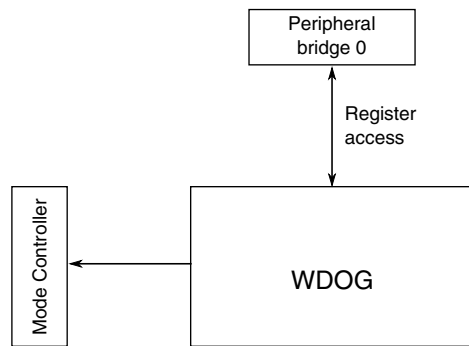 Peripheral
bridge 0
Register
access
Mode Controller
WDOG